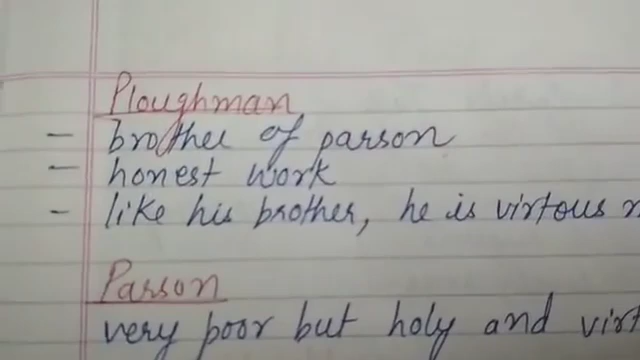 Ploughman
- brother of parson
- honest work
- like his brother, he is virtous
Parson
very poor but holy and